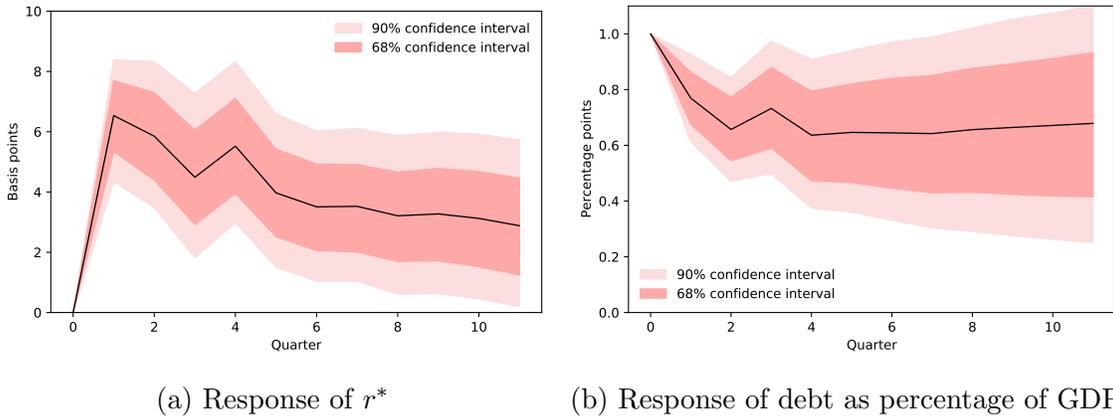 10
8
6
4
2
0
Basis points
90% confidence interval
68% confidence interval
0 2 4 6 8 10
Quarter
(a) Response of r*
1.0
0.8
0.6
0.4
0.2
0.0
Percentage points
90% confidence interval
68% confidence interval
0 2 4 6 8 10
Quarter
(b) Response of debt as percentage of GDP